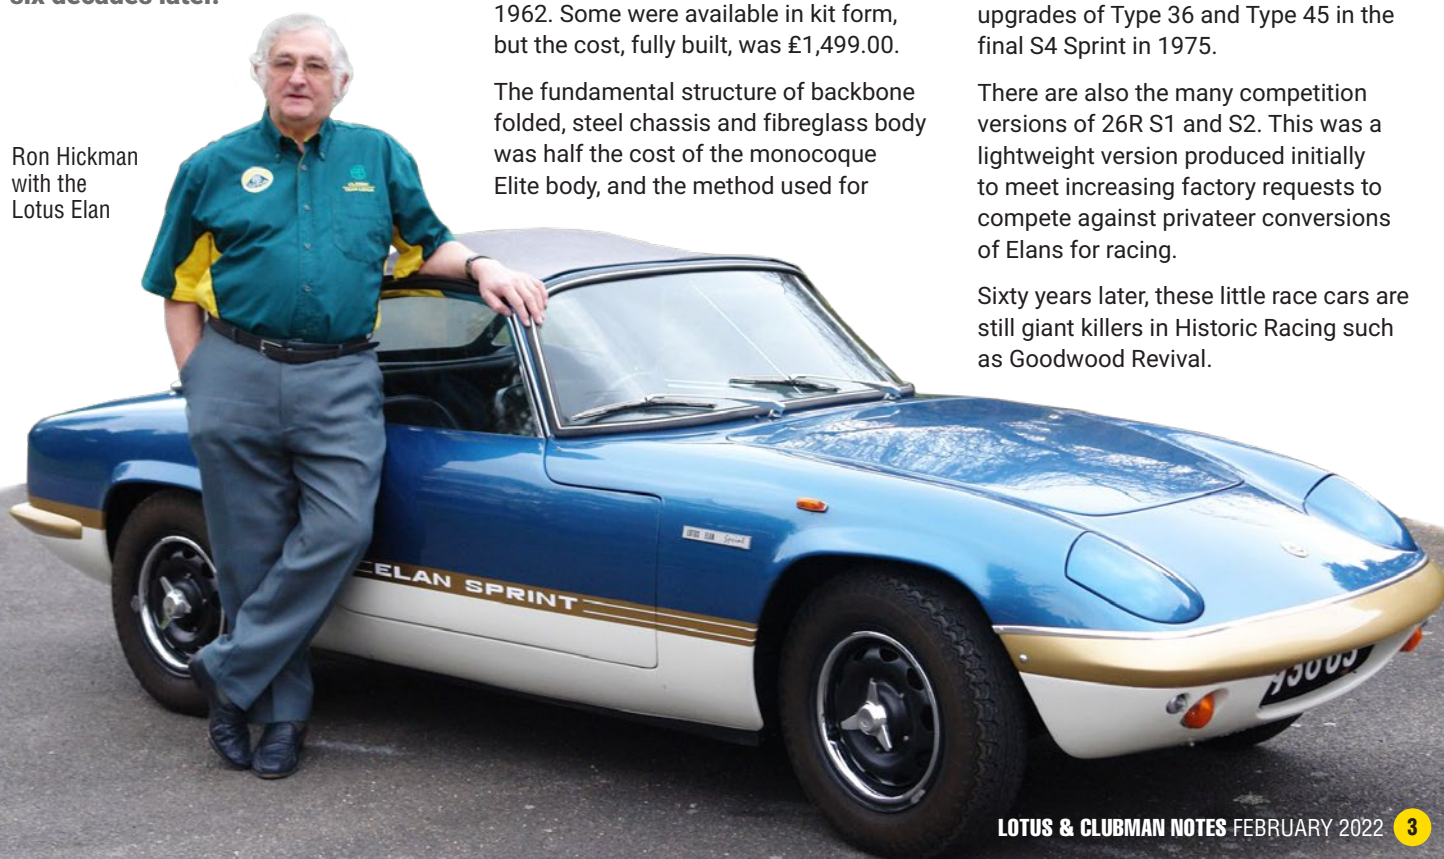 six decades later.
Ron Hickman
with the
Lotus Elan
1962. Some were available in kit form,
but the cost, fully built, was £1,499.00.
The fundamental structure of backbone
folded, steel chassis and fibreglass body
was half the cost of the monocoque
Elite body, and the method used for
upgrades of Type 36 and Type 45 in the
final S4 Sprint in 1975.
There are also the many competition
versions of 26R S1 and S2. This was a
lightweight version produced initially
to meet increasing factory requests to
compete against privateer conversions
of Elans for racing.
Sixty years later, these little race cars are
still giant killers in Historic Racing such
as Goodwood Revival.
LOTUS ELAN Sprint
ELAN SPRINT
LOTUS & CLUBMAN NOTES FEBRUARY 2022 3